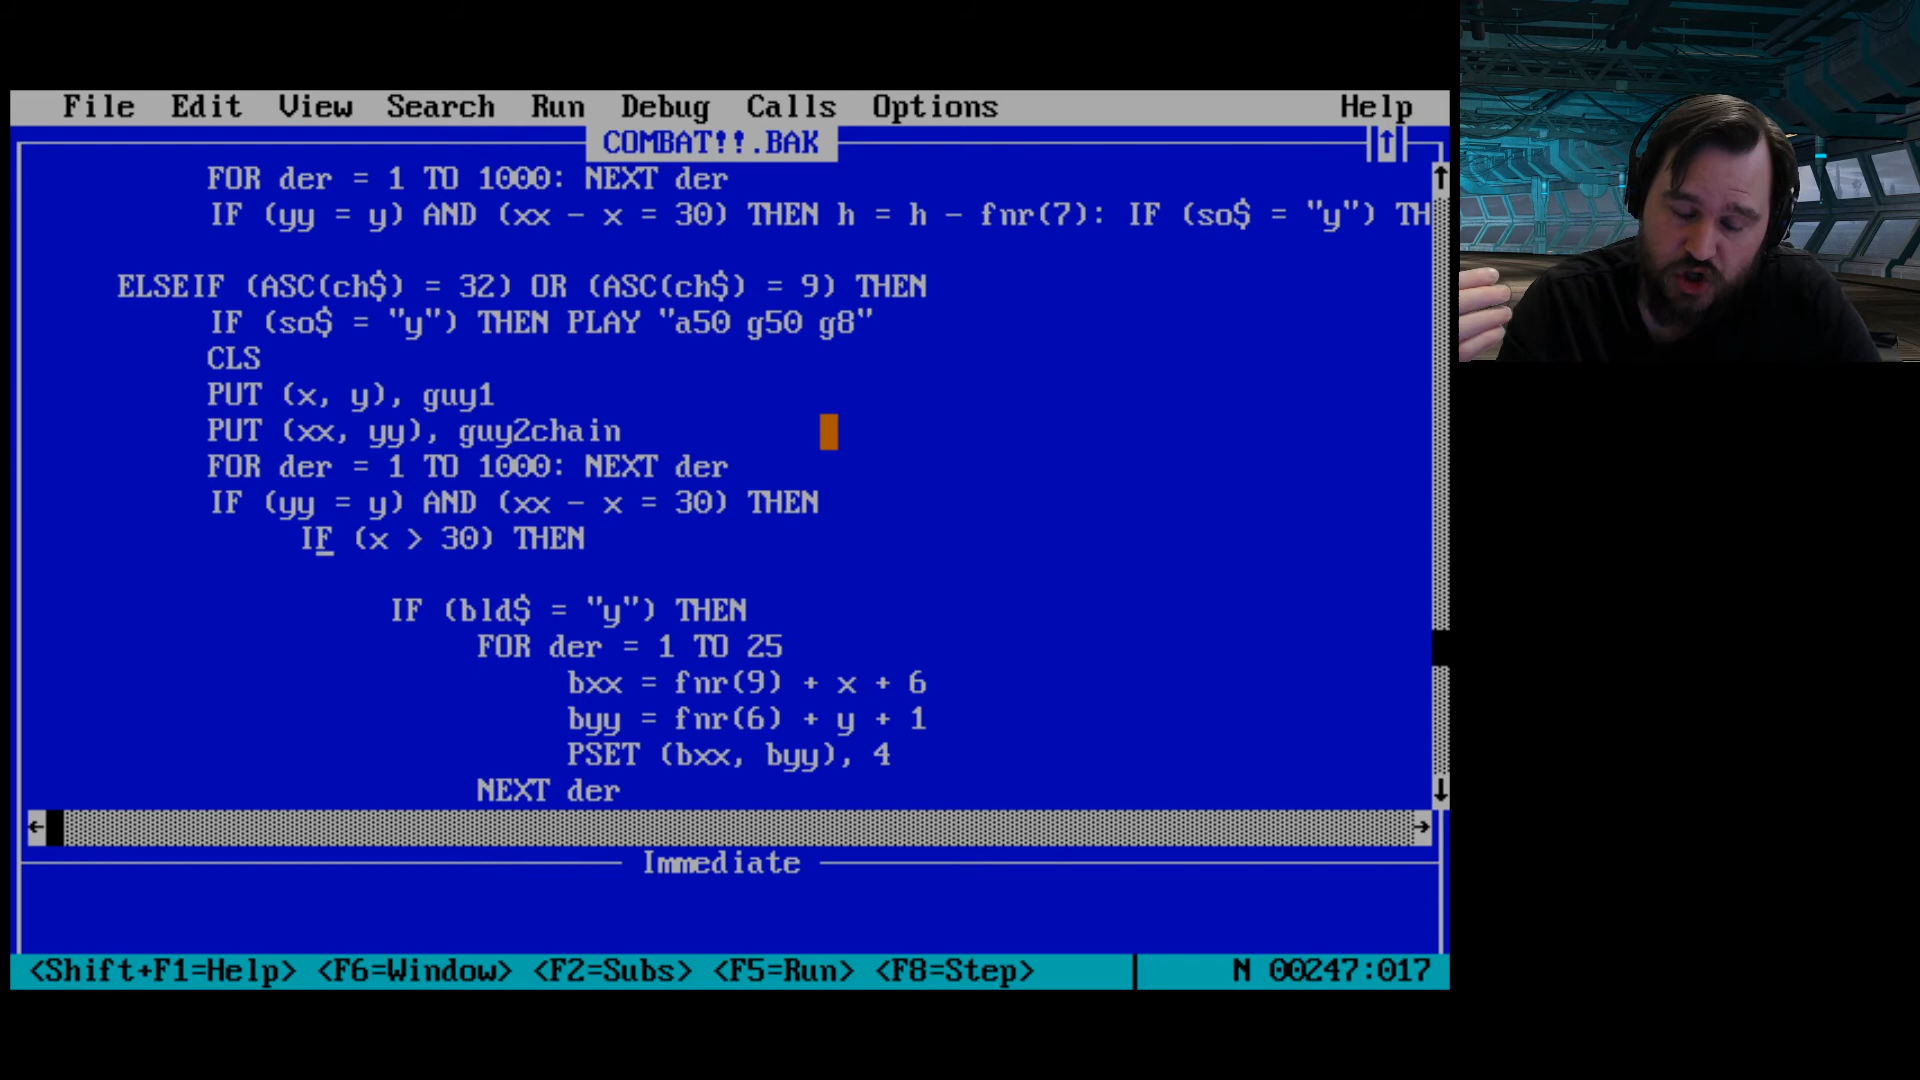 File Edit View Search Run Debug Calls Options Help
COMBAT!!.BAK
FOR der = 1 TO 1000: NEXT der
IF (yy = y) AND (xx - x = 30) THEN h = h - fnr(7): IF (so$ = "y") TH
ELSEIF (ASC(ch$) = 32) OR (ASC(ch$) = 9) THEN
IF (so$ = "y") THEN PLAY "a50 g50 g8"
CLS
PUT (x, y), guy1
PUT (xx, yy), guy2chain
FOR der = 1 TO 1000: NEXT der
IF (yy = y) AND (xx - x = 30) THEN
IF (x > 30) THEN
IF (bld$ = "y") THEN
FOR der = 1 TO 25
bxx = fnr(9) + x + 6
byy = fnr(6) + y + 1
PSET (bxx, byy), 4
NEXT der
Immediate
<Shift+F1=Help> <F6=Window> <F2=Subs> <F5=Run> <F8=Step> N 00247:017